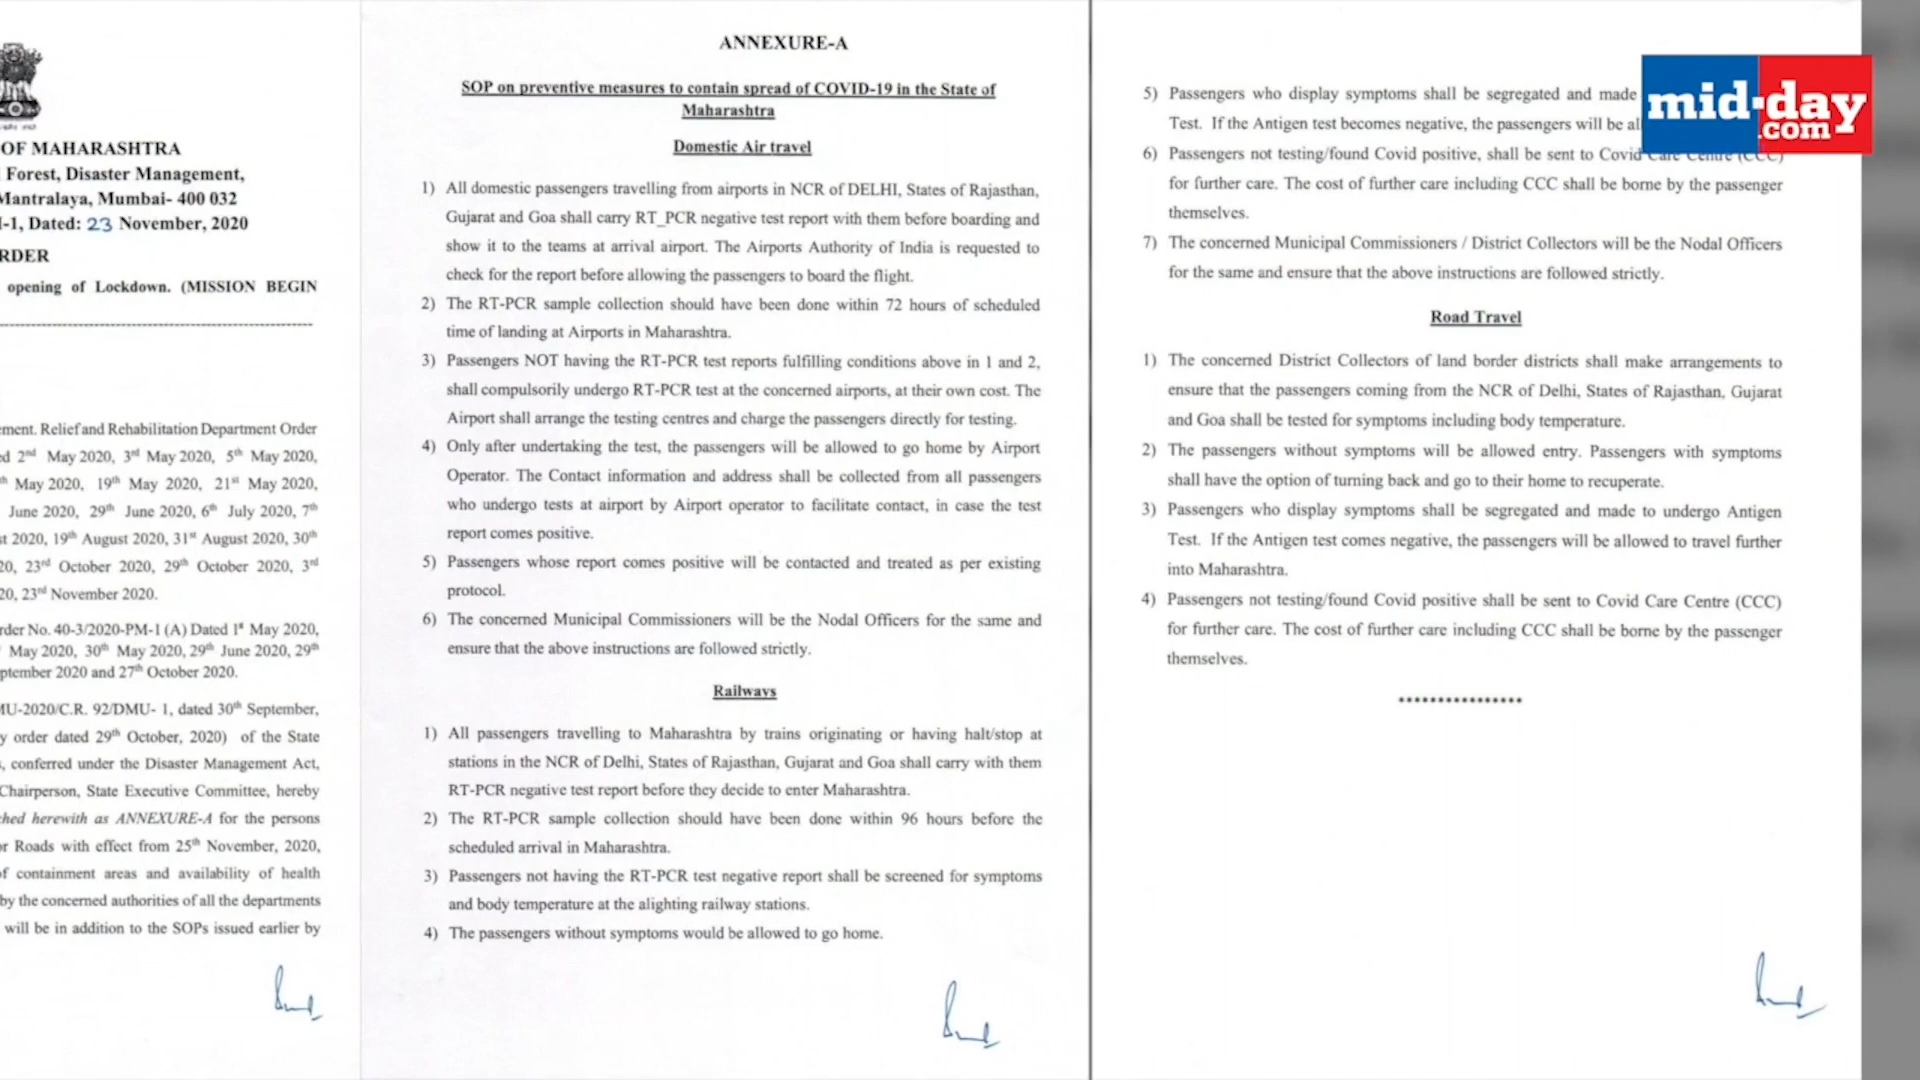 OF MAHARASHTRA
Forest, Disaster Management,
Mantralaya, Mumbai- 400 032
-1, Dated: 23 November, 2020
RDER
opening of Lockdown. (MISSION BEGIN
ement. Relief and Rehabilitation Department Order
ed 2nd May 2020, 3rd May 2020, 5th May 2020,
th May 2020, 19th May 2020, 21st May 2020,
June 2020, 29th June 2020, 6th July 2020, 7th
st 2020, 19th August 2020, 31st August 2020, 30th
20, 23rd October 2020, 29th October 2020, 3rd
20, 23rd November 2020.
rder No. 40-3/2020-PM-1 (A) Dated 1st May 2020,
May 2020, 30th May 2020, 29th June 2020, 29th
ptember 2020 and 27th October 2020.
MU-2020/C.R. 92/DMU- 1, dated 30th September,
y order dated 29th October, 2020) of the State
, conferred under the Disaster Management Act,
Chairperson, State Executive Committee, hereby
ched herewith as ANNEXURE-A for the persons
or Roads with effect from 25th November, 2020,
of containment areas and availability of health
by the concerned authorities of all the departments
will be in addition to the SOPs issued earlier by
ANNEXURE-A
SOP on preventive measures to contain spread of COVID-19 in the State of
Maharashtra
Domestic Air travel
1) All domestic passengers travelling from airports in NCR of DELHI, States of Rajasthan,
Gujarat and Goa shall carry RT_PCR negative test report with them before boarding and
show it to the teams at arrival airport. The Airports Authority of India is requested to
check for the report before allowing the passengers to board the flight.
2) The RT-PCR sample collection should have been done within 72 hours of scheduled
time of landing at Airports in Maharashtra.
3) Passengers NOT having the RT-PCR test reports fulfilling conditions above in 1 and 2,
shall compulsorily undergo RT-PCR test at the concerned airports, at their own cost. The
Airport shall arrange the testing centres and charge the passengers directly for testing.
4) Only after undertaking the test, the passengers will be allowed to go home by Airport
Operator. The Contact information and address shall be collected from all passengers
who undergo tests at airport by Airport operator to facilitate contact, in case the test
report comes positive.
5) Passengers whose report comes positive will be contacted and treated as per existing
protocol.
6) The concerned Municipal Commissioners will be the Nodal Officers for the same and
ensure that the above instructions are followed strictly.
Railways
1) All passengers travelling to Maharashtra by trains originating or having halt/stop at
stations in the NCR of Delhi, States of Rajasthan, Gujarat and Goa shall carry with them
RT-PCR negative test report before they decide to enter Maharashtra.
2) The RT-PCR sample collection should have been done within 96 hours before the
scheduled arrival in Maharashtra.
3) Passengers not having the RT-PCR test negative report shall be screened for symptoms
and body temperature at the alighting railway stations.
4) The passengers without symptoms would be allowed to go home.
5) Passengers who display symptoms shall be segregated and made
Test. If the Antigen test becomes negative, the passengers will be al
6) Passengers not testing/found Covid positive, shall be sent to Covid Care Centre (CCC)
for further care. The cost of further care including CCC shall be borne by the passenger
themselves.
7) The concerned Municipal Commissioners / District Collectors will be the Nodal Officers
for the same and ensure that the above instructions are followed strictly.
Road Travel
1) The concerned District Collectors of land border districts shall make arrangements to
ensure that the passengers coming from the NCR of Delhi, States of Rajasthan, Gujarat
and Goa shall be tested for symptoms including body temperature.
2) The passengers without symptoms will be allowed entry. Passengers with symptoms
shall have the option of turning back and go to their home to recuperate.
3) Passengers who display symptoms shall be segregated and made to undergo Antigen
Test. If the Antigen test comes negative, the passengers will be allowed to travel further
into Maharashtra.
4) Passengers not testing/found Covid positive shall be sent to Covid Care Centre (CCC)
for further care. The cost of further care including CCC shall be borne by the passenger
themselves.
****************
mid-day
.com